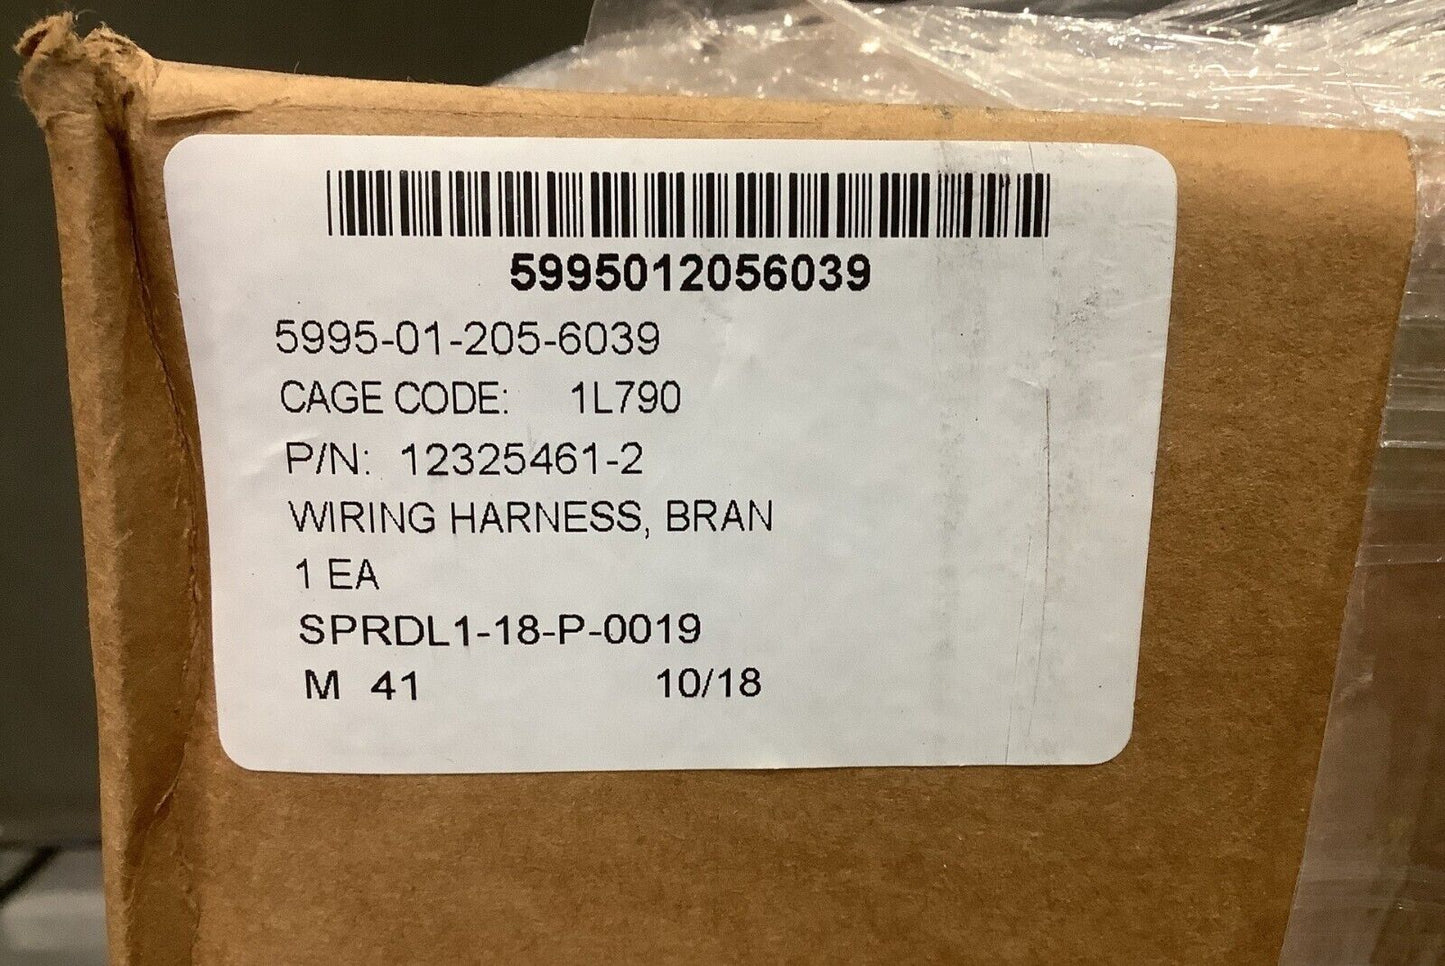 5995012056039
5995-01-205-6039
CAGE CODE: 1L790
P/N: 12325461-2
WIRING HARNESS, BRAN
1 EA
SPRDL1-18-P-0019
M 41 10/18